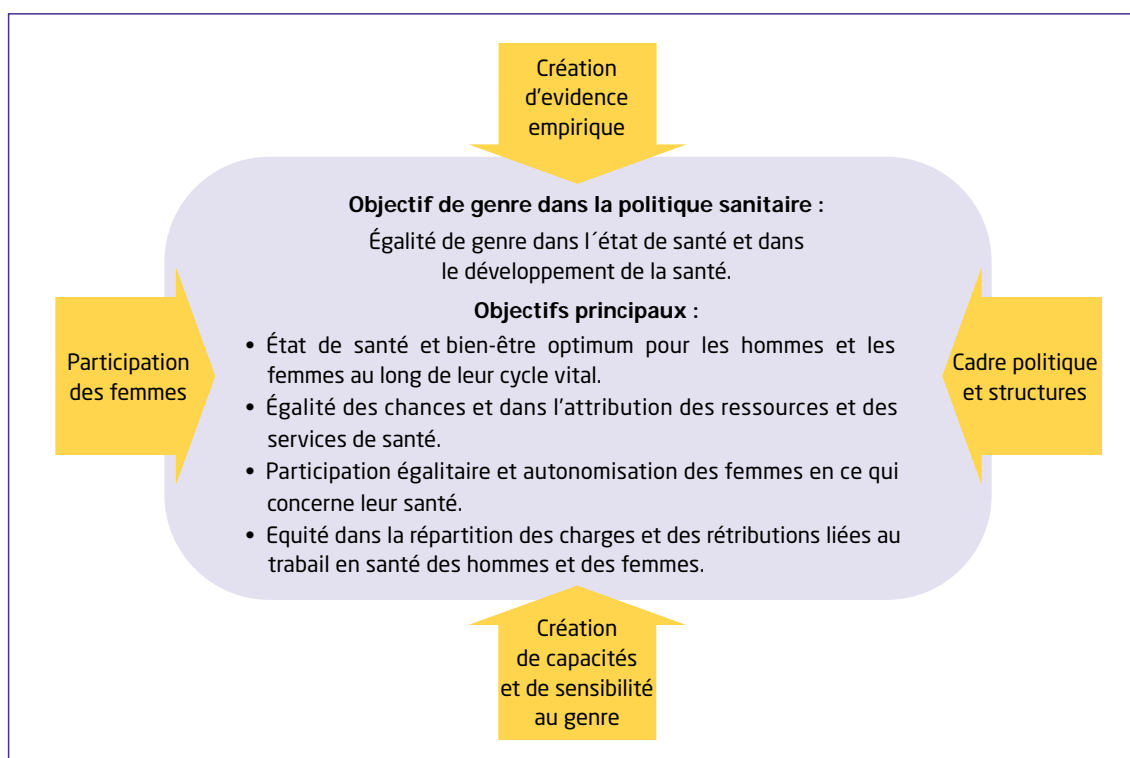 Création
d'evidence
empirique
Objectif de genre dans la politique sanitaire :
Égalité de genre dans l´état de santé et dans
le développement de la santé.
Objectifs principaux :
• État de santé et bien-être optimum pour les hommes et les
femmes au long de leur cycle vital.
• Égalité des chances et dans l'attribution des ressources et des
services de santé.
• Participation égalitaire et autonomisation des femmes en ce qui
concerne leur santé.
• Equité dans la répartition des charges et des rétributions liées au
trabail en santé des hommes et des femmes.
Participation
des femmes
Cadre politique
et structures
Création
de capacités
et de sensibilité
au genre